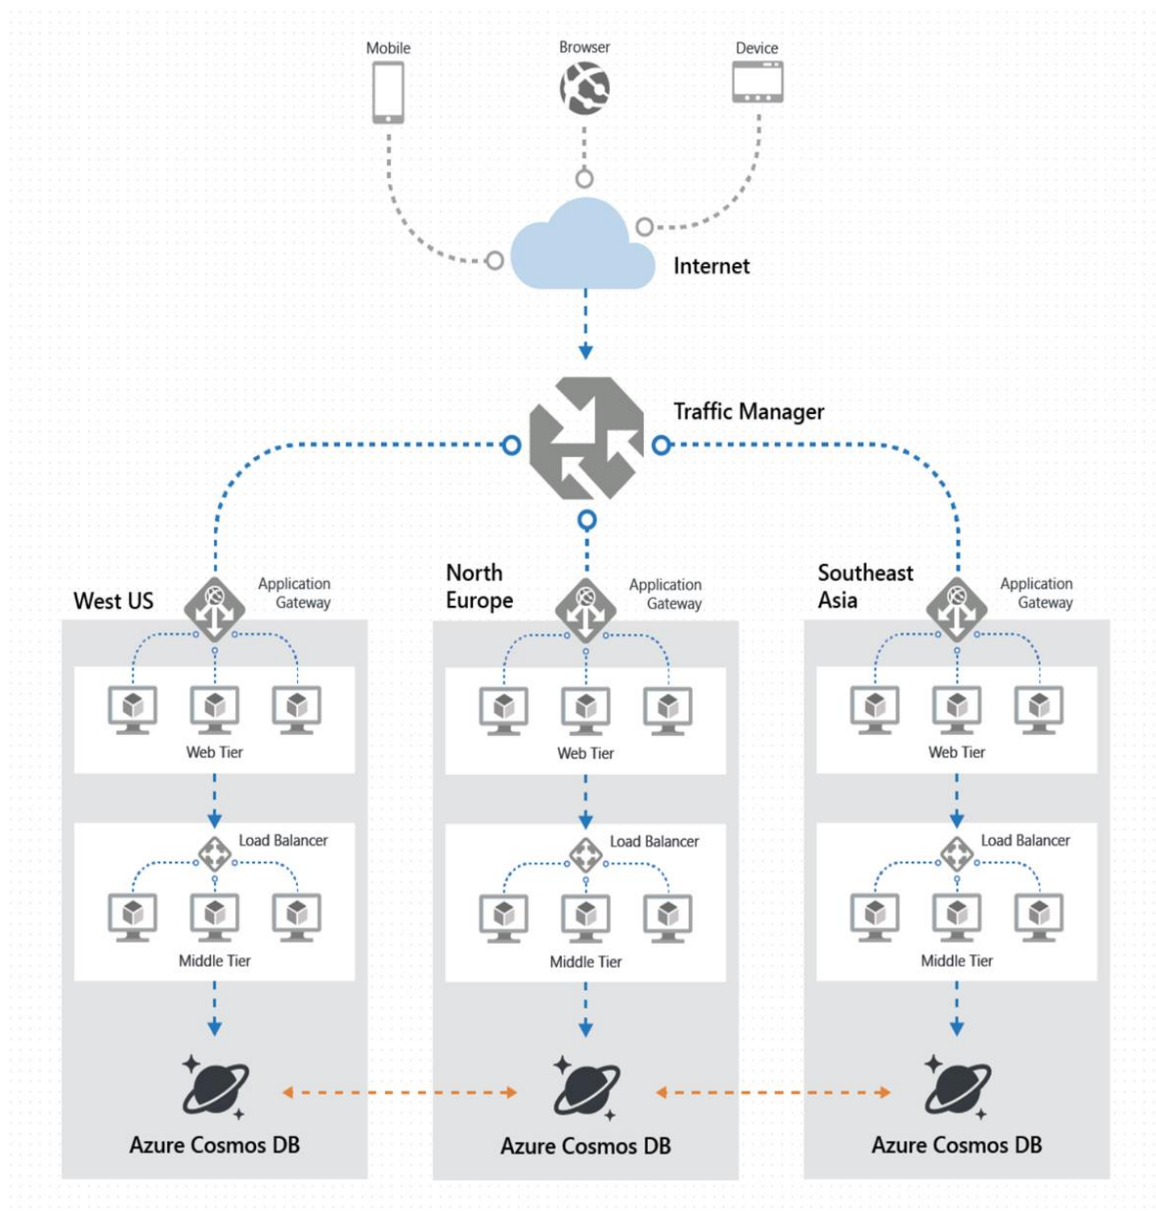 Mobile
Browser
Device
Internet
Traffic Manager
West US
Application
Gateway
North
Europe
Application
Gateway
Southeast
Asia
Application
Gateway
Web Tier
Web Tier
Web Tier
Load Balancer
Load Balancer
Load Balancer
Middle Tier
Middle Tier
Middle Tier
Azure Cosmos DB
Azure Cosmos DB
Azure Cosmos DB